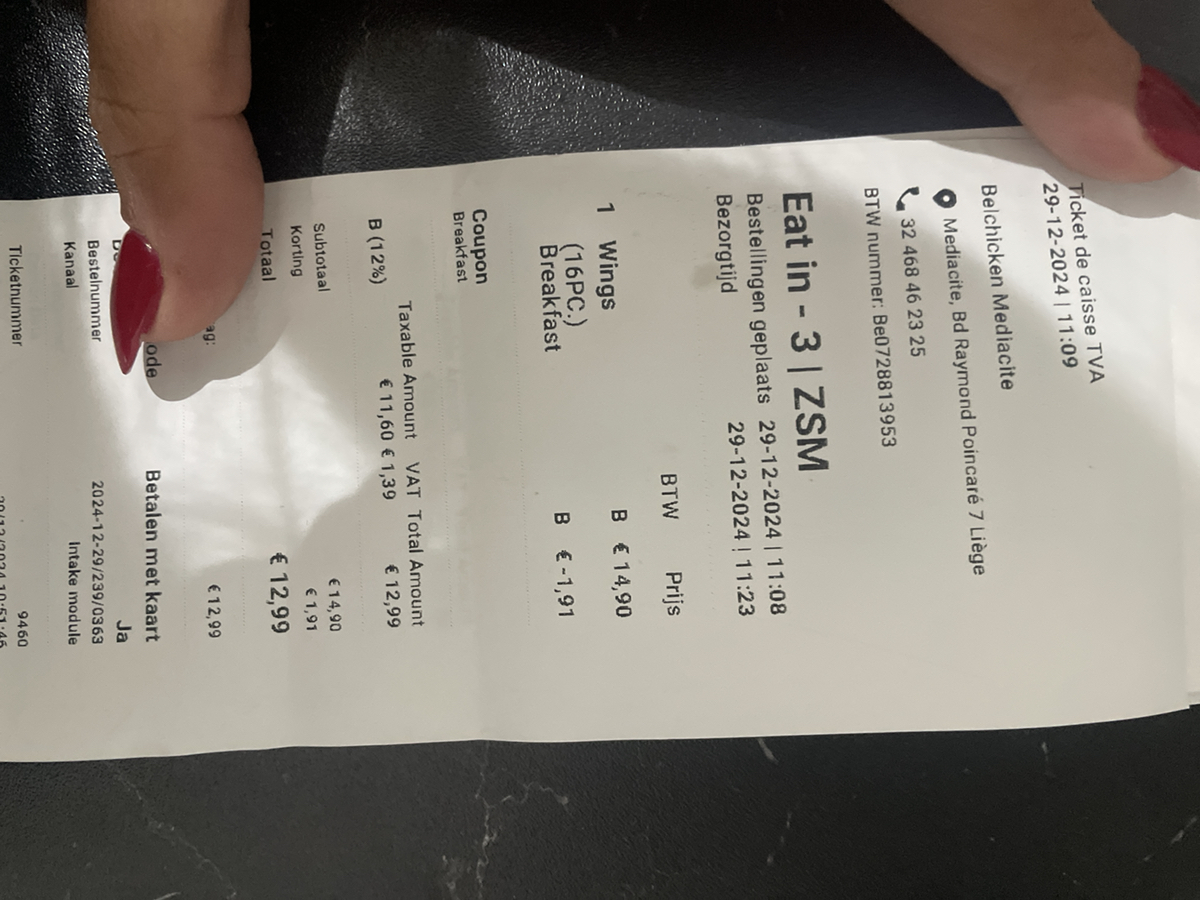 Ticket de caisse TVA
29-12-2024 | 11:09
Belchicken Mediacite
Mediacite, Bd Raymond Poincaré 7 Liège
32 468 46 23 25
BTW nummer: Be0728813953
Eat in - 3 | ZSM
Bestellingen geplaats 29-12-2024 | 11:08
Bezorgtijd 29-12-2024 | 11:23
BTW Prijs
1 Wings B € 14,90
(16PC.)
Breakfast B € -1,91
Coupon
Breakfast
Taxable Amount VAT Total Amount
B (12%) € 11,60 € 1,39 € 12,99
Subtotaal € 14,90
Korting € 1,91
Totaal € 12,99
ag: € 12,99
ode Betalen met kaart
Ja
Bestelnummer 2024-12-29/239/0363
Kanaal Intake module
Ticketnummer 9460